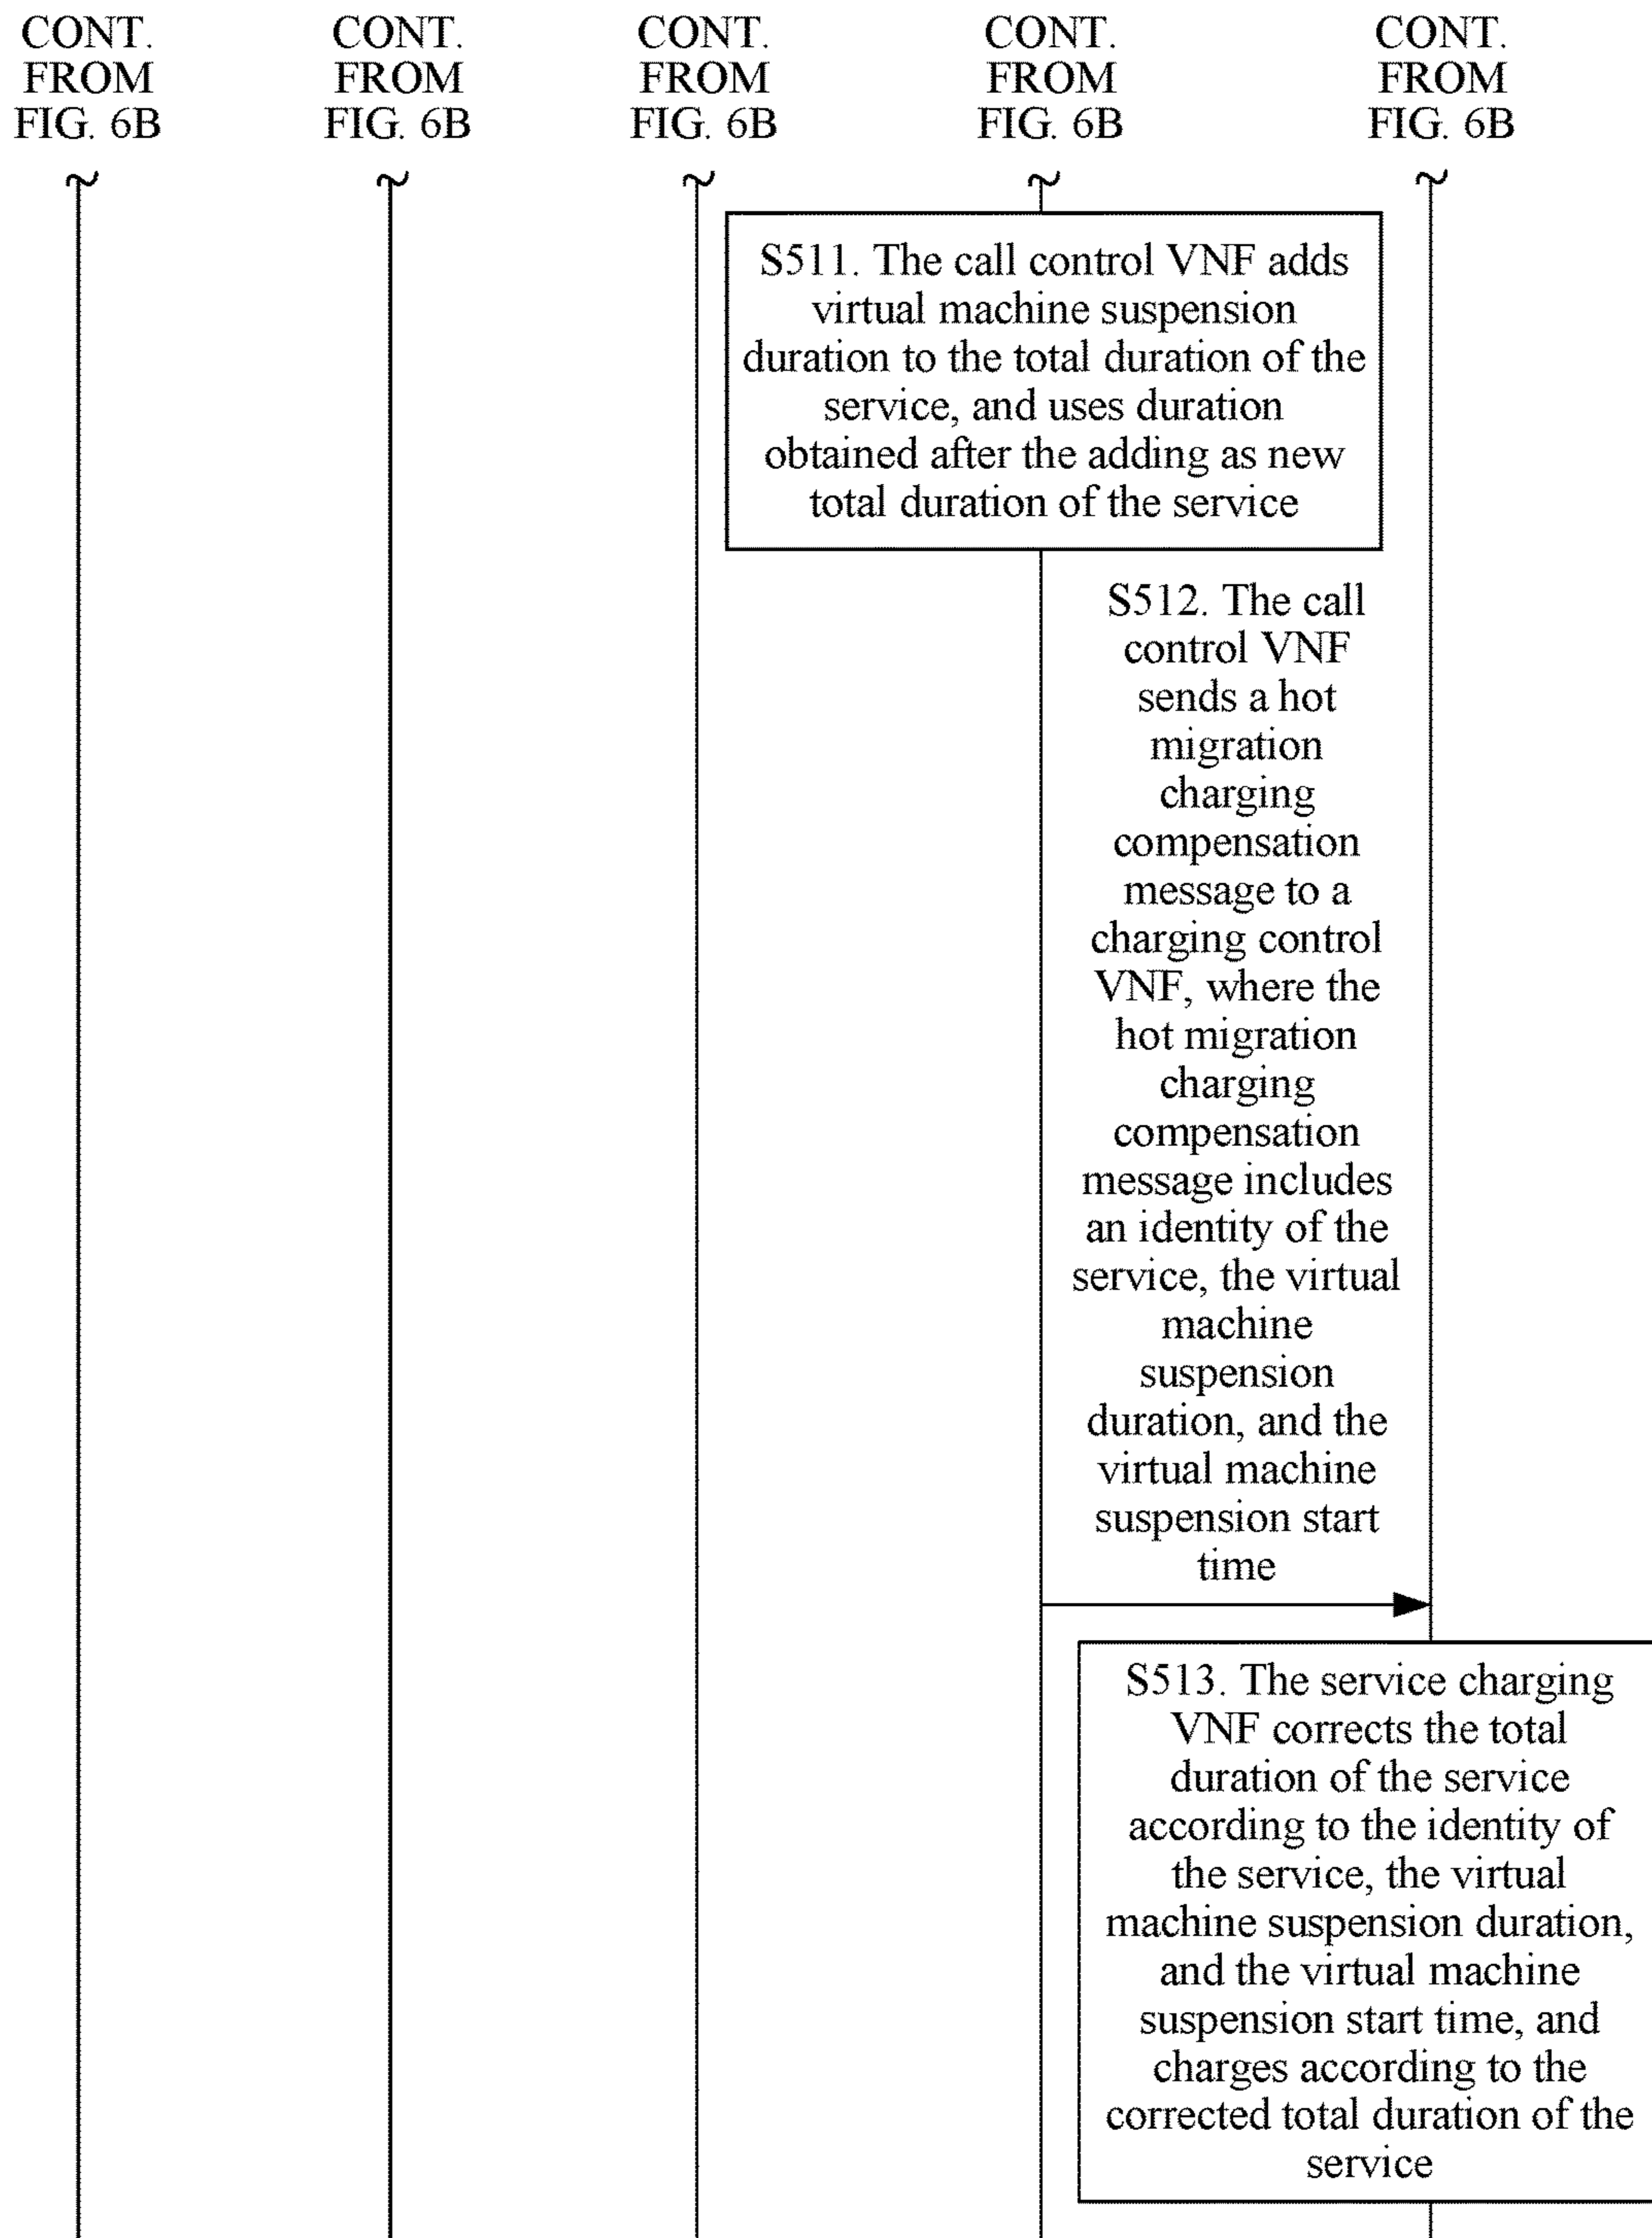 CONT.
FROM
FIG. 6B
CONT.
FROM
FIG. 6B
CONT.
FROM
FIG. 6B
CONT.
FROM
FIG. 6B
CONT.
FROM
FIG. 6B
S511. The call control VNF adds
virtual machine suspension
duration to the total duration of the
service, and uses duration
obtained after the adding as new
total duration of the service
S512. The call
control VNF
sends a hot
migration
charging
compensation
message to a
charging control
VNF, where the
hot migration
charging
compensation
message includes
an identity of the
service, the virtual
machine
suspension
duration, and the
virtual machine
suspension start
time
S513. The service charging
VNF corrects the total
duration of the service
according to the identity of
the service, the virtual
machine suspension duration,
and the virtual machine
suspension start time, and
charges according to the
corrected total duration of the
service